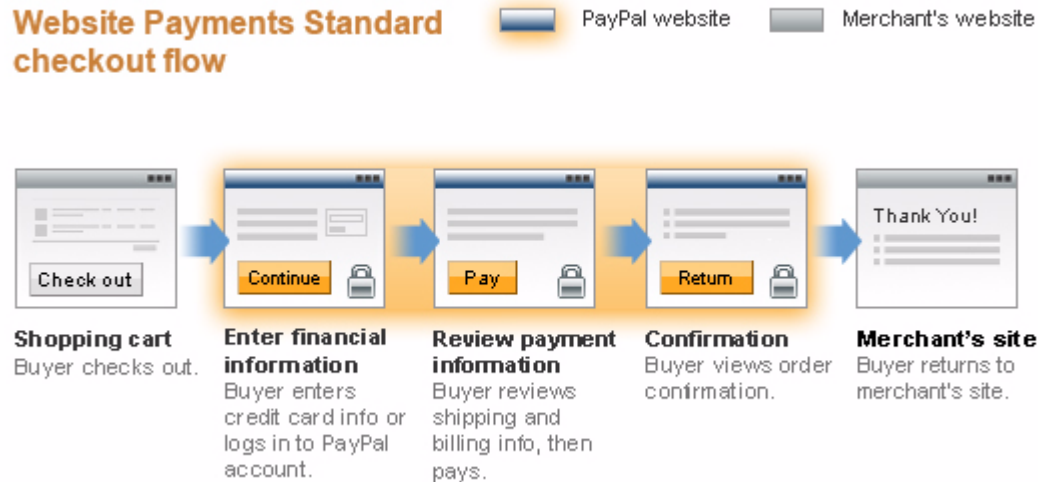 Website Payments Standard
checkout flow
PayPal website
Merchant's website
Check out
Continue
Pay
Return
Thank You!
Shopping cart
Buyer checks out.
Enter financial
information
Buyer enters
credit card info or
logs in to PayPal
account.
Review payment
information
Buyer reviews
shipping and
billing info, then
pays.
Confirmation
Buyer views order
confirmation.
Merchant's site
Buyer returns to
merchant's site.